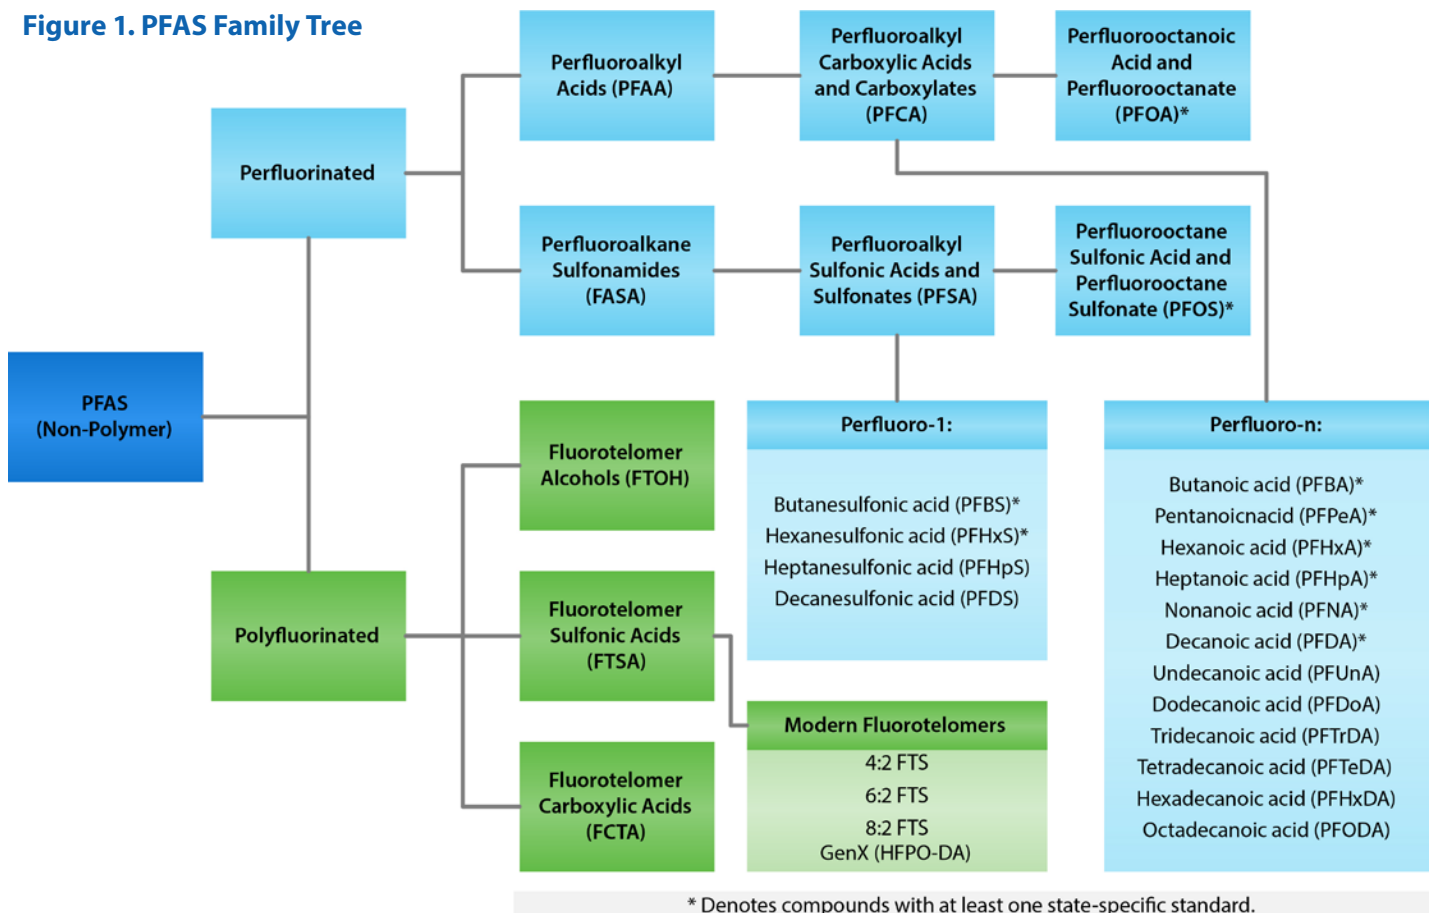 Figure 1. PFAS Family Tree
PFAS
(Non-Polymer)
Perfluorinated
Polyfluorinated
Perfluoroalkyl
Acids (PFAA)
Perfluoroalkyl
Carboxylic Acids
and Carboxylates
(PFCA)
Perfluorooctanoic
Acid and
Perfluorooctanate
(PFOA)*
Perfluoroalkane
Sulfonamides
(FASA)
Perfluoroalkyl
Sulfonic Acids and
Sulfonates (PFSA)
Perfluorooctane
Sulfonic Acid and
Perfluorooctane
Sulfonate (PFOS)*
Fluorotelomer
Alcohols (FTOH)
Fluorotelomer
Sulfonic Acids
(FTSA)
Fluorotelomer
Carboxylic Acids
(FCTA)
Perfluoro-1:
Butanesulfonic acid (PFBS)*
Hexanesulfonic acid (PFHxS)*
Heptanesulfonic acid (PFHpS)
Decanesulfonic acid (PFDS)
Modern Fluorotelomers
4:2 FTS
6:2 FTS
8:2 FTS
GenX (HFPO-DA)
Perfluoro-n:
Butanoic acid (PFBA)*
Pentanoicnacid (PFPeA)*
Hexanoic acid (PFHxA)*
Heptanoic acid (PFHpA)*
Nonanoic acid (PFNA)*
Decanoic acid (PFDA)*
Undecanoic acid (PFUnA)
Dodecanoic acid (PFDoA)
Tridecanoic acid (PFTrDA)
Tetradecanoic acid (PFTeDA)
Hexadecanoic acid (PFHxDA)
Octadecanoic acid (PFODA)
* Denotes compounds with at least one state-specific standard.